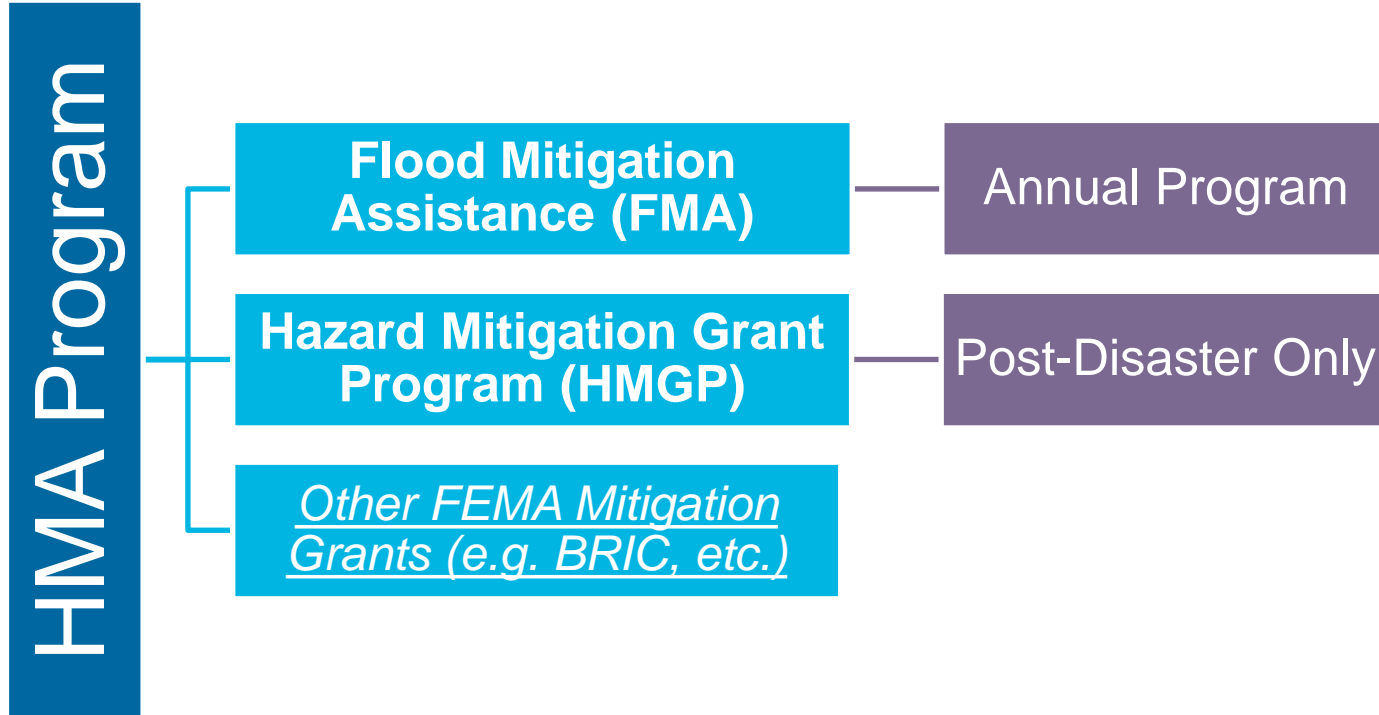 HMA Program
Flood Mitigation
Assistance (FMA)
Annual Program
Hazard Mitigation Grant
Program (HMGP)
Post-Disaster Only
Other FEMA Mitigation
Grants (e.g. BRIC, etc.)